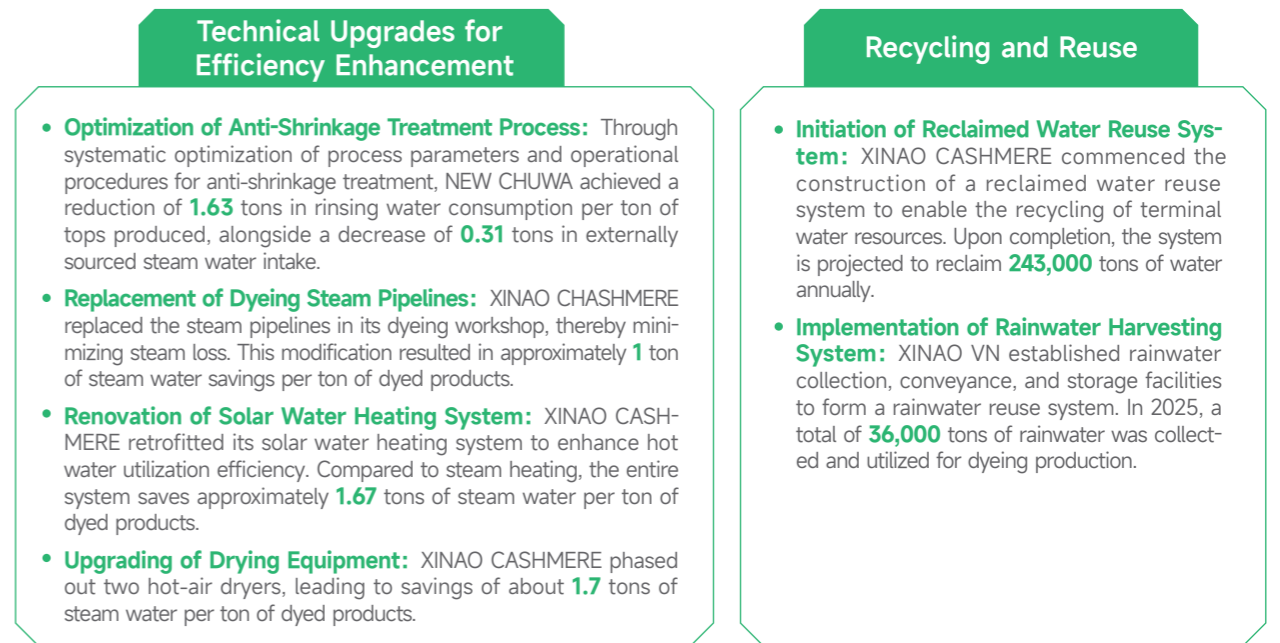 Technical Upgrades for
Efficiency Enhancement
• Optimization of Anti-Shrinkage Treatment Process: Through
systematic optimization of process parameters and operational
procedures for anti-shrinkage treatment, NEW CHUWA achieved a
reduction of 1.63 tons in rinsing water consumption per ton of
tops produced, alongside a decrease of 0.31 tons in externally
sourced steam water intake.
• Replacement of Dyeing Steam Pipelines: XINAO CHASHMERE
replaced the steam pipelines in its dyeing workshop, thereby mini-
mizing steam loss. This modification resulted in approximately 1 ton
of steam water savings per ton of dyed products.
• Renovation of Solar Water Heating System: XINAO CASH-
MERE retrofitted its solar water heating system to enhance hot
water utilization efficiency. Compared to steam heating, the entire
system saves approximately 1.67 tons of steam water per ton of
dyed products.
• Upgrading of Drying Equipment: XINAO CASHMERE phased
out two hot-air dryers, leading to savings of about 1.7 tons of
steam water per ton of dyed products.
Recycling and Reuse
• Initiation of Reclaimed Water Reuse Sys-
tem: XINAO CASHMERE commenced the
construction of a reclaimed water reuse
system to enable the recycling of terminal
water resources. Upon completion, the system
is projected to reclaim 243,000 tons of water
annually.
• Implementation of Rainwater Harvesting
System: XINAO VN established rainwater
collection, conveyance, and storage facilities
to form a rainwater reuse system. In 2025, a
total of 36,000 tons of rainwater was collect-
ed and utilized for dyeing production.